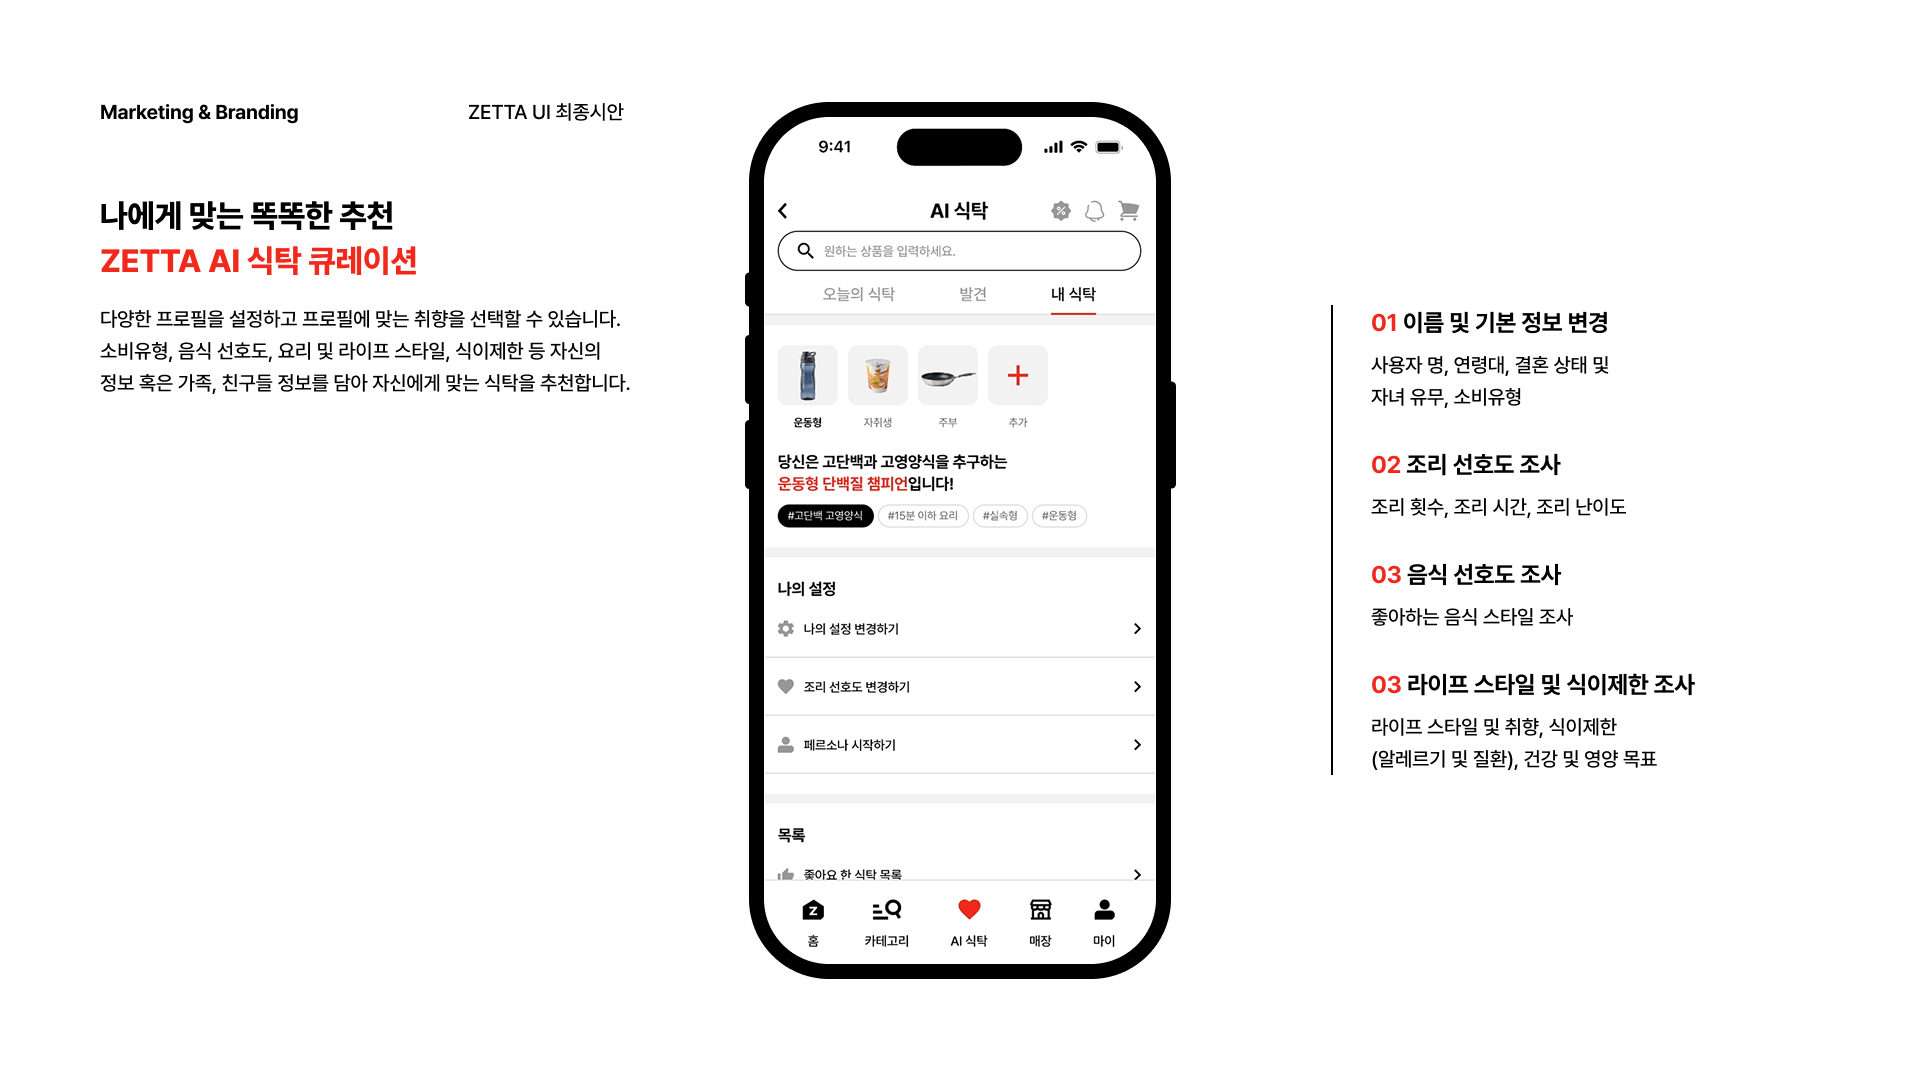 Marketing & Branding
ZETTA UI 최종시안
나에게 맞는 똑똑한 추천
ZETTA AI 식탁 큐레이션
다양한 프로필을 설정하고 프로필에 맞는 취향을 선택할 수 있습니다.
소비유형, 음식 선호도, 요리 및 라이프 스타일, 식이제한 등 자신의
정보 혹은 가족, 친구들 정보를 담아 자신에게 맞는 식탁을 추천합니다.
9:41
AI 식탁
원하는 상품을 입력하세요.
오늘의 식탁 발견 내 식탁
운동형 자취생 주부 추가
당신은 고단백과 고영양식을 추구하는
운동형 단백질 챔피언입니다!
#고단백 고영양식 #15분 이하 요리 #실속형 #운동형
나의 설정
나의 설정 변경하기
조리 선호도 변경하기
페르소나 시작하기
목록
좋아요 한 식탁 목록
홈 카테고리 AI 식탁 매장 마이
01 이름 및 기본 정보 변경
사용자 명, 연령대, 결혼 상태 및
자녀 유무, 소비유형
02 조리 선호도 조사
조리 횟수, 조리 시간, 조리 난이도
03 음식 선호도 조사
좋아하는 음식 스타일 조사
03 라이프 스타일 및 식이제한 조사
라이프 스타일 및 취향, 식이제한
(알레르기 및 질환), 건강 및 영양 목표